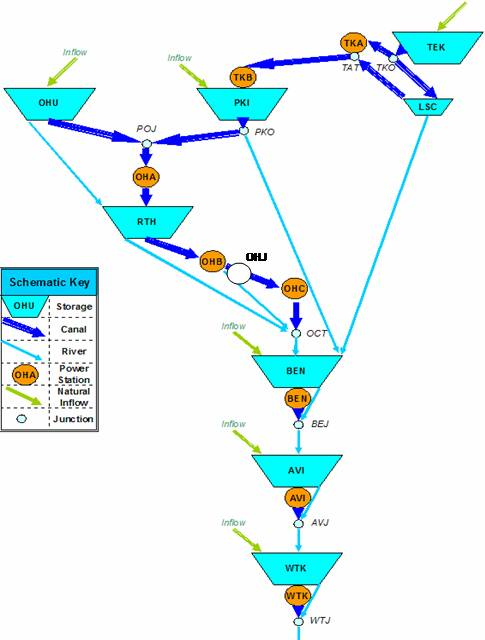 TKA
TEK
Inflow
TKB
TAT
TKO
Inflow
OHU
PKI
LSC
POJ
PKO
OHA
RTH
OHB
OHJ
OHC
Schematic Key
OHU
Storage
Canal
River
OHA
Power
Station
Natural
Inflow
Junction
OCT
Inflow
BEN
BEN
BEJ
Inflow
AVI
AVI
AVJ
Inflow
WTK
WTK
WTJ